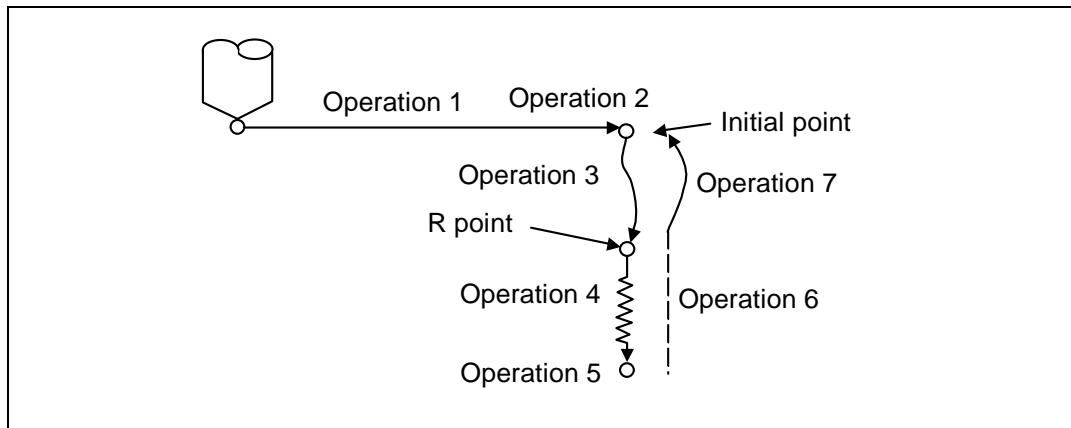 Operation 1
Operation 2
Initial point
Operation 3
Operation 7
R point
Operation 4
Operation 6
Operation 5